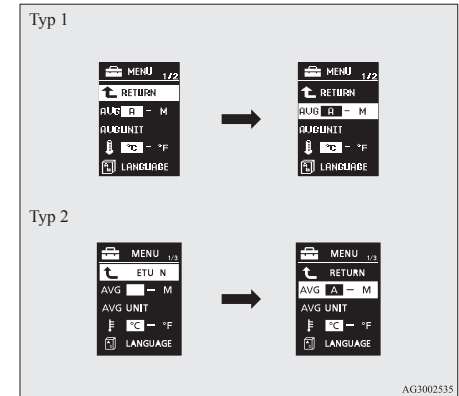 Typ 1
MENU 1/2
RETURN
AVG A – M
AVG UNIT
°C – °F
LANGUAGE
MENU 1/2
RETURN
AVG A – M
AVG UNIT
°C – °F
LANGUAGE
Typ 2
MENU 1/3
ETU N
AVG – M
AVG UNIT
°C – °F
LANGUAGE
MENU 1/3
RETURN
AVG A – M
AVG UNIT
°C – °F
LANGUAGE
AG3002535